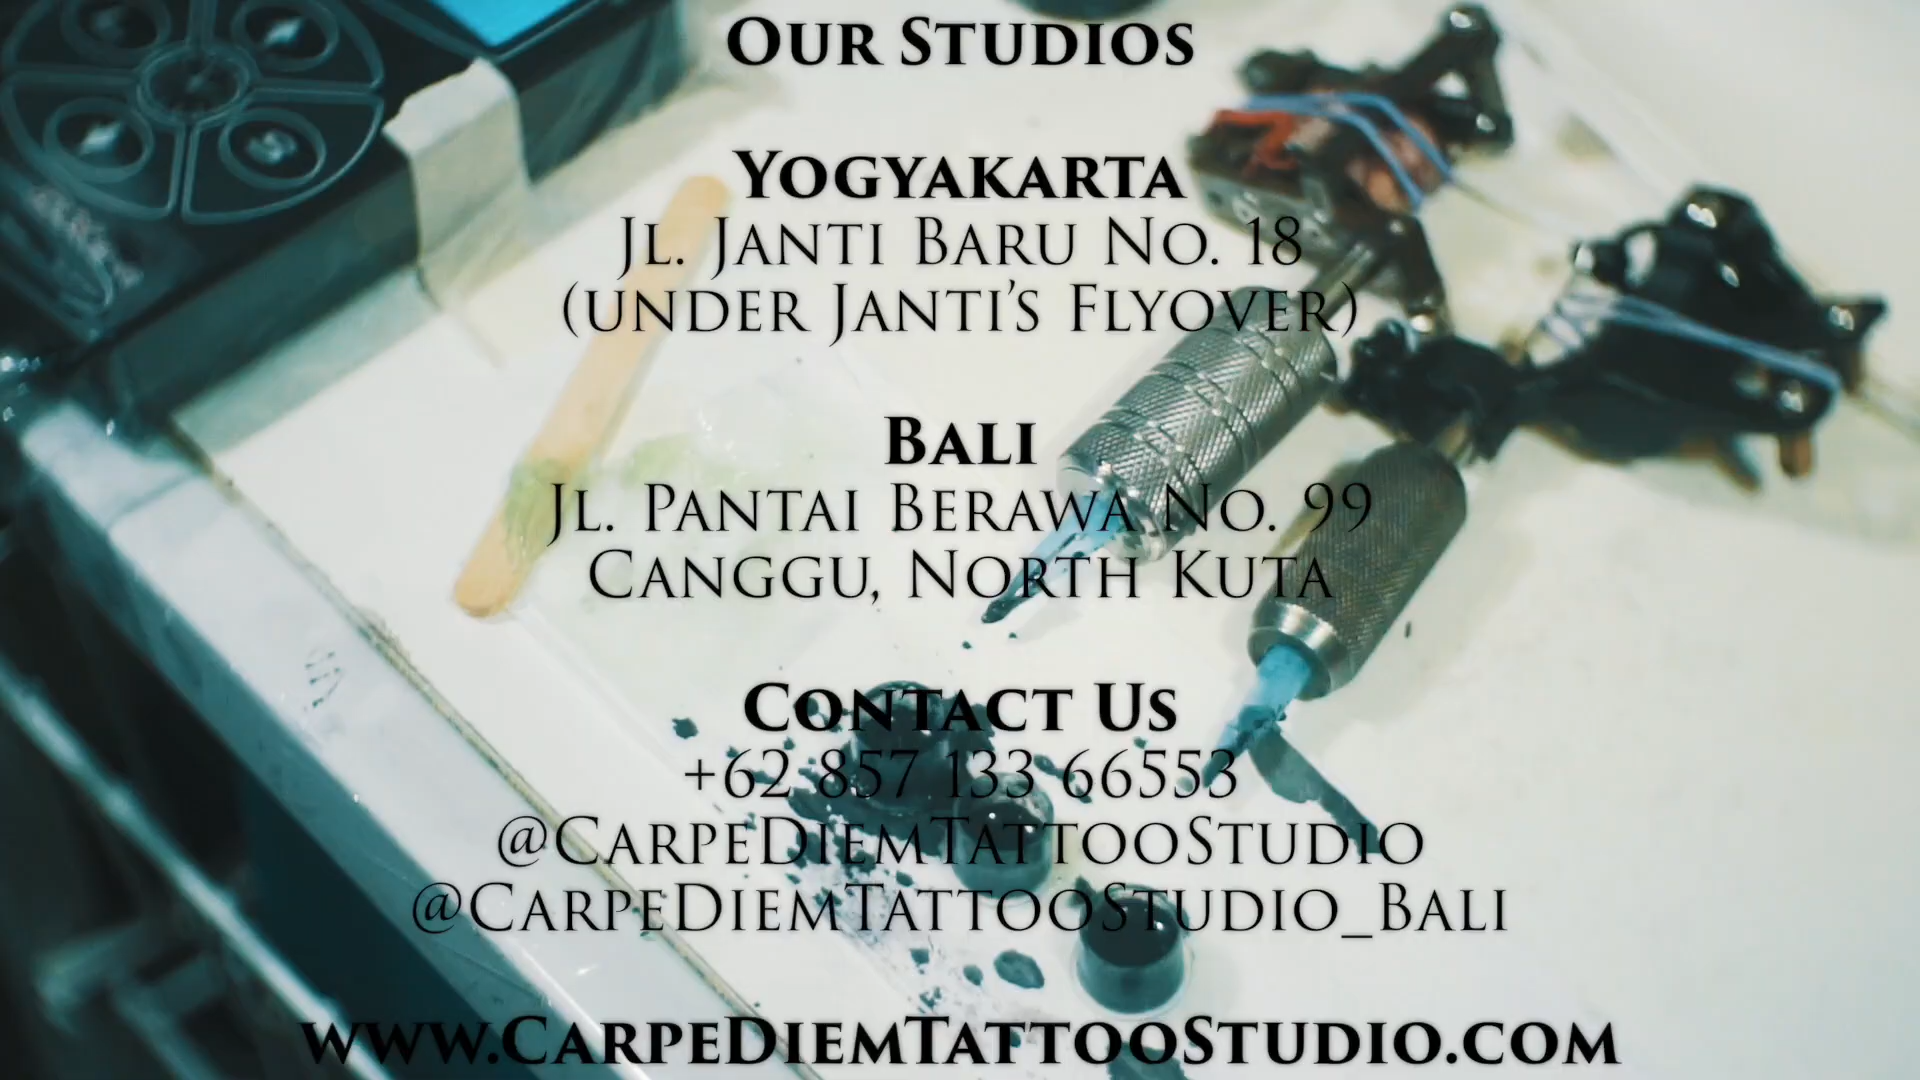 Our Studios
Yogyakarta
Jl. Janti Baru No. 18
(under Janti's Flyover)
Bali
Jl. Pantai Berawa No. 99
Canggu, North Kuta
Contact Us
+62 857 133 66553
@CarpeDiemTattooStudio
@CarpeDiemTattooStudio_Bali
www.CarpeDiemTattooStudio.com